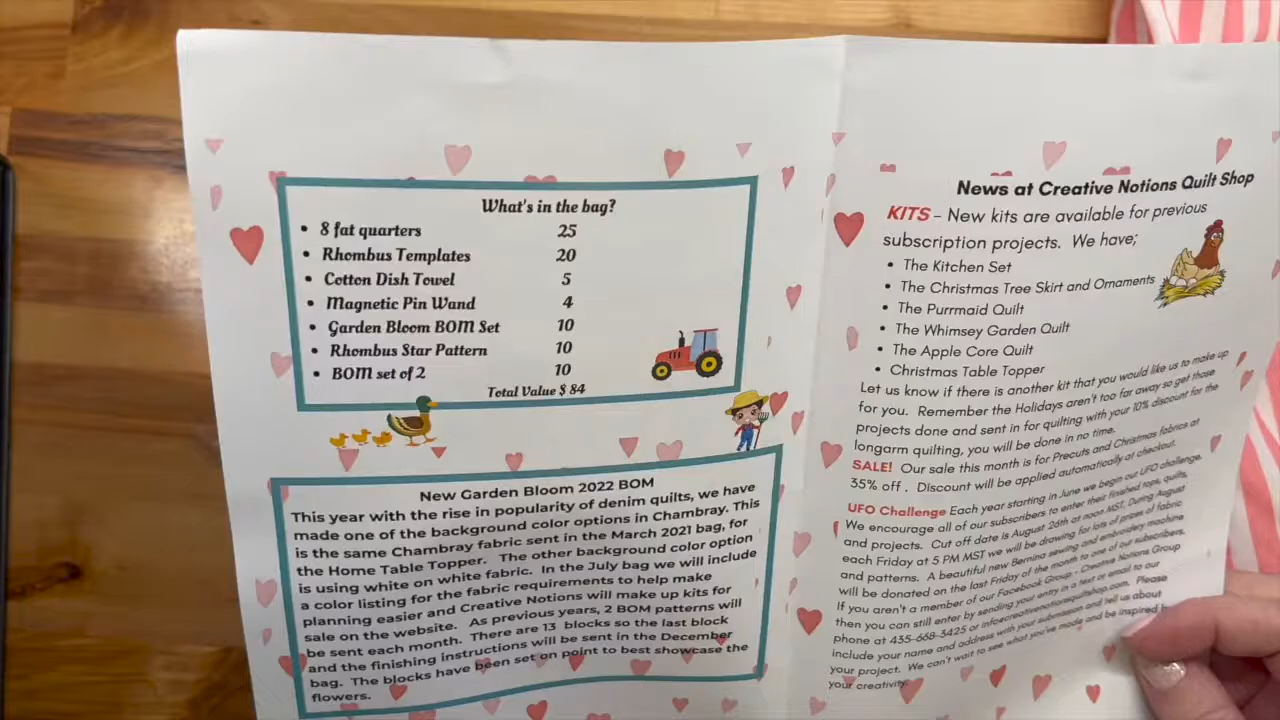 What's in the bag?
• 8 fat quarters 25
• Rhombus Templates 20
• Cotton Dish Towel 5
• Magnetic Pin Wand 4
• Garden Bloom BOM Set 10
• Rhombus Star Pattern 10
• BOM set of 2 10
Total Value $ 84
New Garden Bloom 2022 BOM
This year with the rise in popularity of denim quilts, we have
made one of the background color options in Chambray. This
is the same Chambray fabric sent in the March 2021 bag, for
the Home Table Topper. The other background color option
is using white on white fabric. In the July bag we will include
a color listing for the fabric requirements to help make
planning easier and Creative Notions will make up kits for
sale on the website. As previous years, 2 BOM patterns will
be sent each month. There are 13 blocks so the last block
and the finishing instructions will be sent in the December
bag. The blocks have been set on point to best showcase the
flowers.
News at Creative Notions Quilt Shop
KITS – New kits are available for previous
subscription projects. We have;
• The Kitchen Set
• The Christmas Tree Skirt and Ornaments
• The Purrmaid Quilt
• The Whimsey Garden Quilt
• The Apple Core Quilt
• Christmas Table Topper
Let us know if there is another kit that you would like us to make up
for you. Remember the Holidays aren't too far away so get those
projects done and sent in for quilting with your 10% discount for the
longarm quilting, you will be done in no time.
SALE! Our sale this month is for Precuts and Christmas fabrics at
35% off . Discount will be applied automatically at checkout.
UFO Challenge Each year starting in June we begin our UFO challenge.
We encourage all of our subscribers to enter their finished tops, quilts,
and projects. Cut off date is August 26th at noon MST. During August
each Friday at 5 PM MST we will be drawing for lots of prizes of fabric
and patterns. A beautiful new Bernina sewing and embroidery machine
will be donated on the last Friday of the month to one of our subscribers.
If you aren't a member of our Facebook Group - Creative Notions Group
then you can still enter by sending your entry in a text or email to our
phone at 435-668-5425 or info@creativenotionsquiltshop.com. Please
include your name and address with your submission and tell us about
your project. We can't wait to see what you've made and be inspired
your creativity